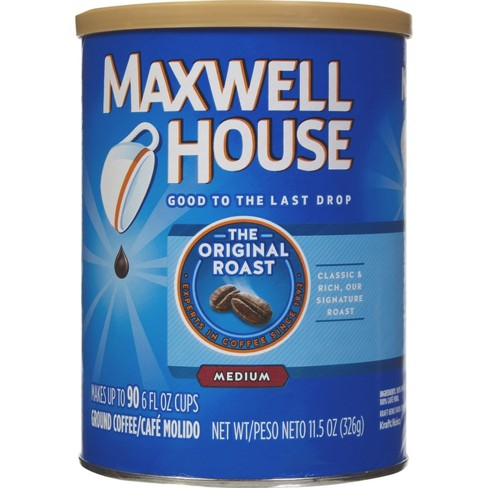 MAXWELL
HOUSE
GOOD TO THE LAST DROP
THE
ORIGINAL
ROAST
EXPERTS IN COFFEE SINCE 1892
CLASSIC &
RICH, OUR
SIGNATURE
ROAST
MEDIUM
MAKES UP TO 90 6 FL OZ CUPS
GROUND COFFEE/CAFÉ MOLIDO
NET WT/PESO NETO 11.5 OZ (326g)